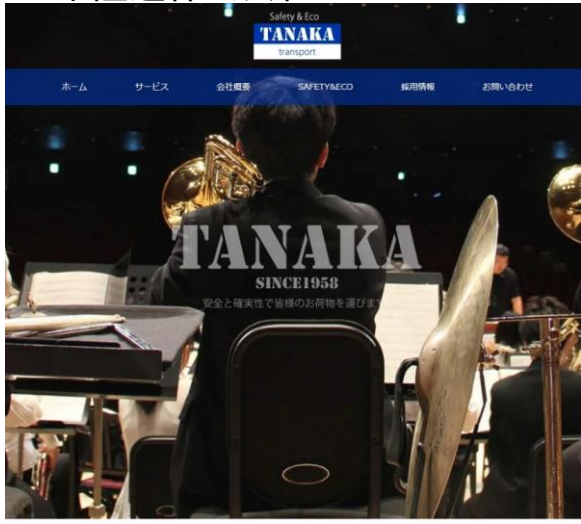 Safety & Eco
TANAKA
transport
ホーム サービス 会社概要 SAFETY&ECO 採用情報 お問い合わせ
TANAKA
SINCE1958
安全と確実性で皆様のお荷物を運びます